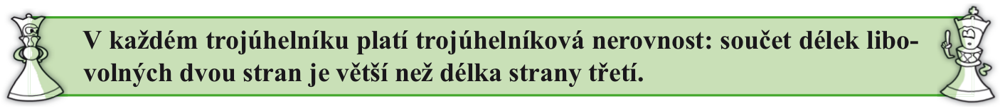 V každém trojúhelníku platí trojúhelníková nerovnost: součet délek libo-
volných dvou stran je větší než délka strany třetí.